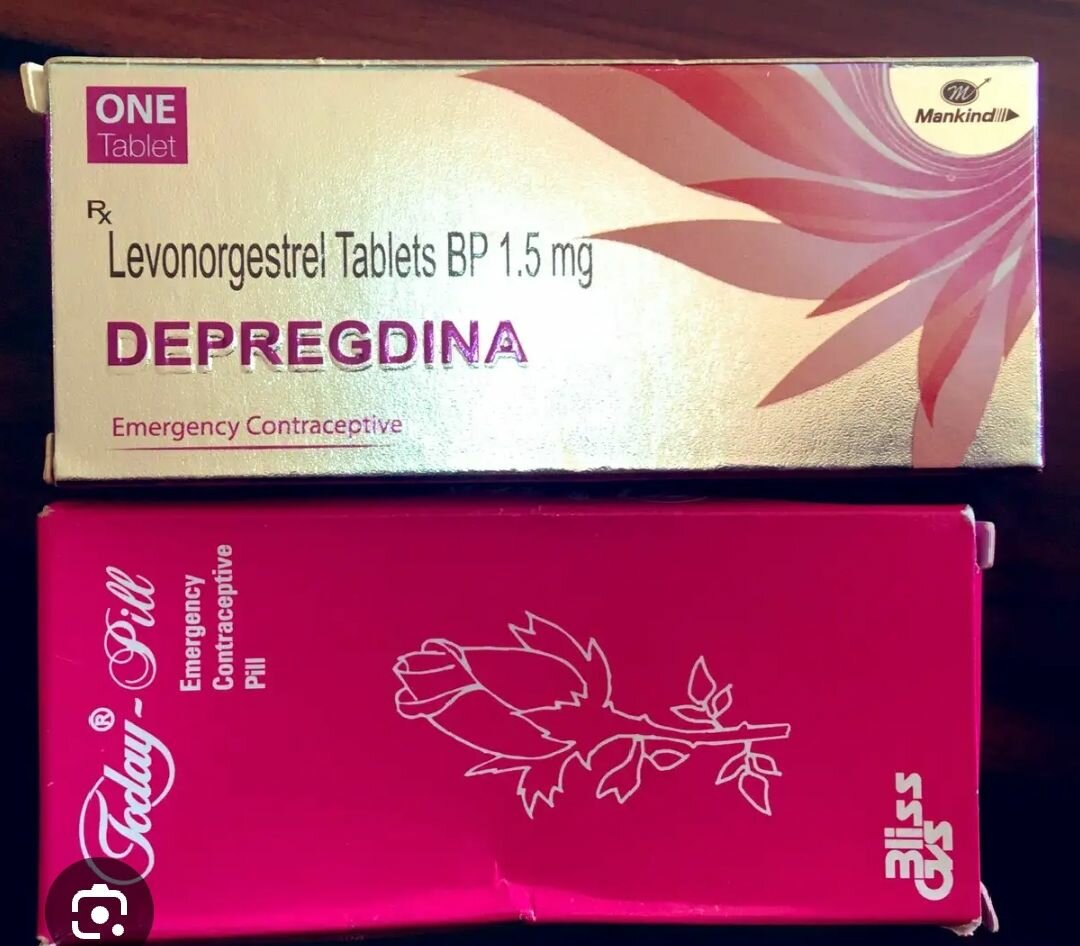 ONE
Tablet
Mankind
Rx
Levonorgestrel Tablets BP 1.5 mg
DEPREGDINA
Emergency Contraceptive
Today®-Pill
Emergency
Contraceptive
Pill
Bliss
GVS